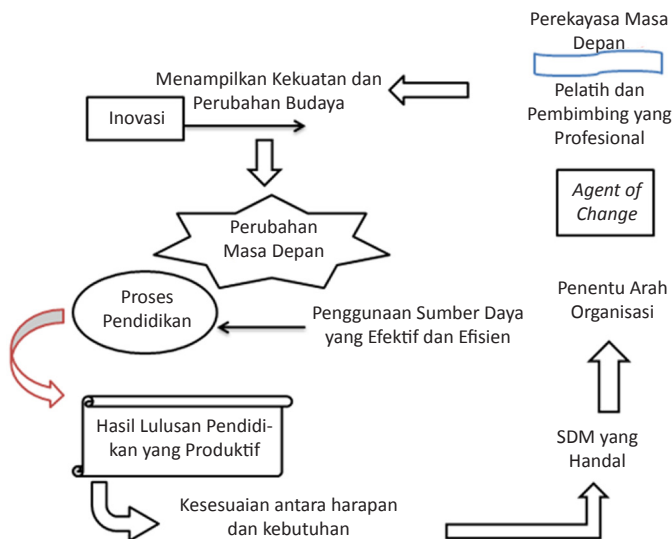 Perekayasa Masa
Depan
Menampilkan Kekuatan dan
Perubahan Budaya
Pelatih dan
Pembimbing yang
Profesional
Inovasi
Agent of
Change
Perubahan
Masa Depan
Proses
Pendidikan
Penggunaan Sumber Daya
yang Efektif dan Efisien
Penentu Arah
Organisasi
Hasil Lulusan Pendidi-
kan yang Produktif
SDM yang
Handal
Kesesuaian antara harapan
dan kebutuhan